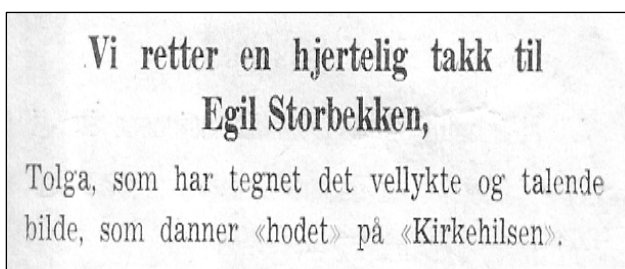 Vi retter en hjertelig takk til
Egil Storbekken,
Tolga, som har tegnet det vellykte og talende
bilde, som danner «hodet» på «Kirkehilsen».